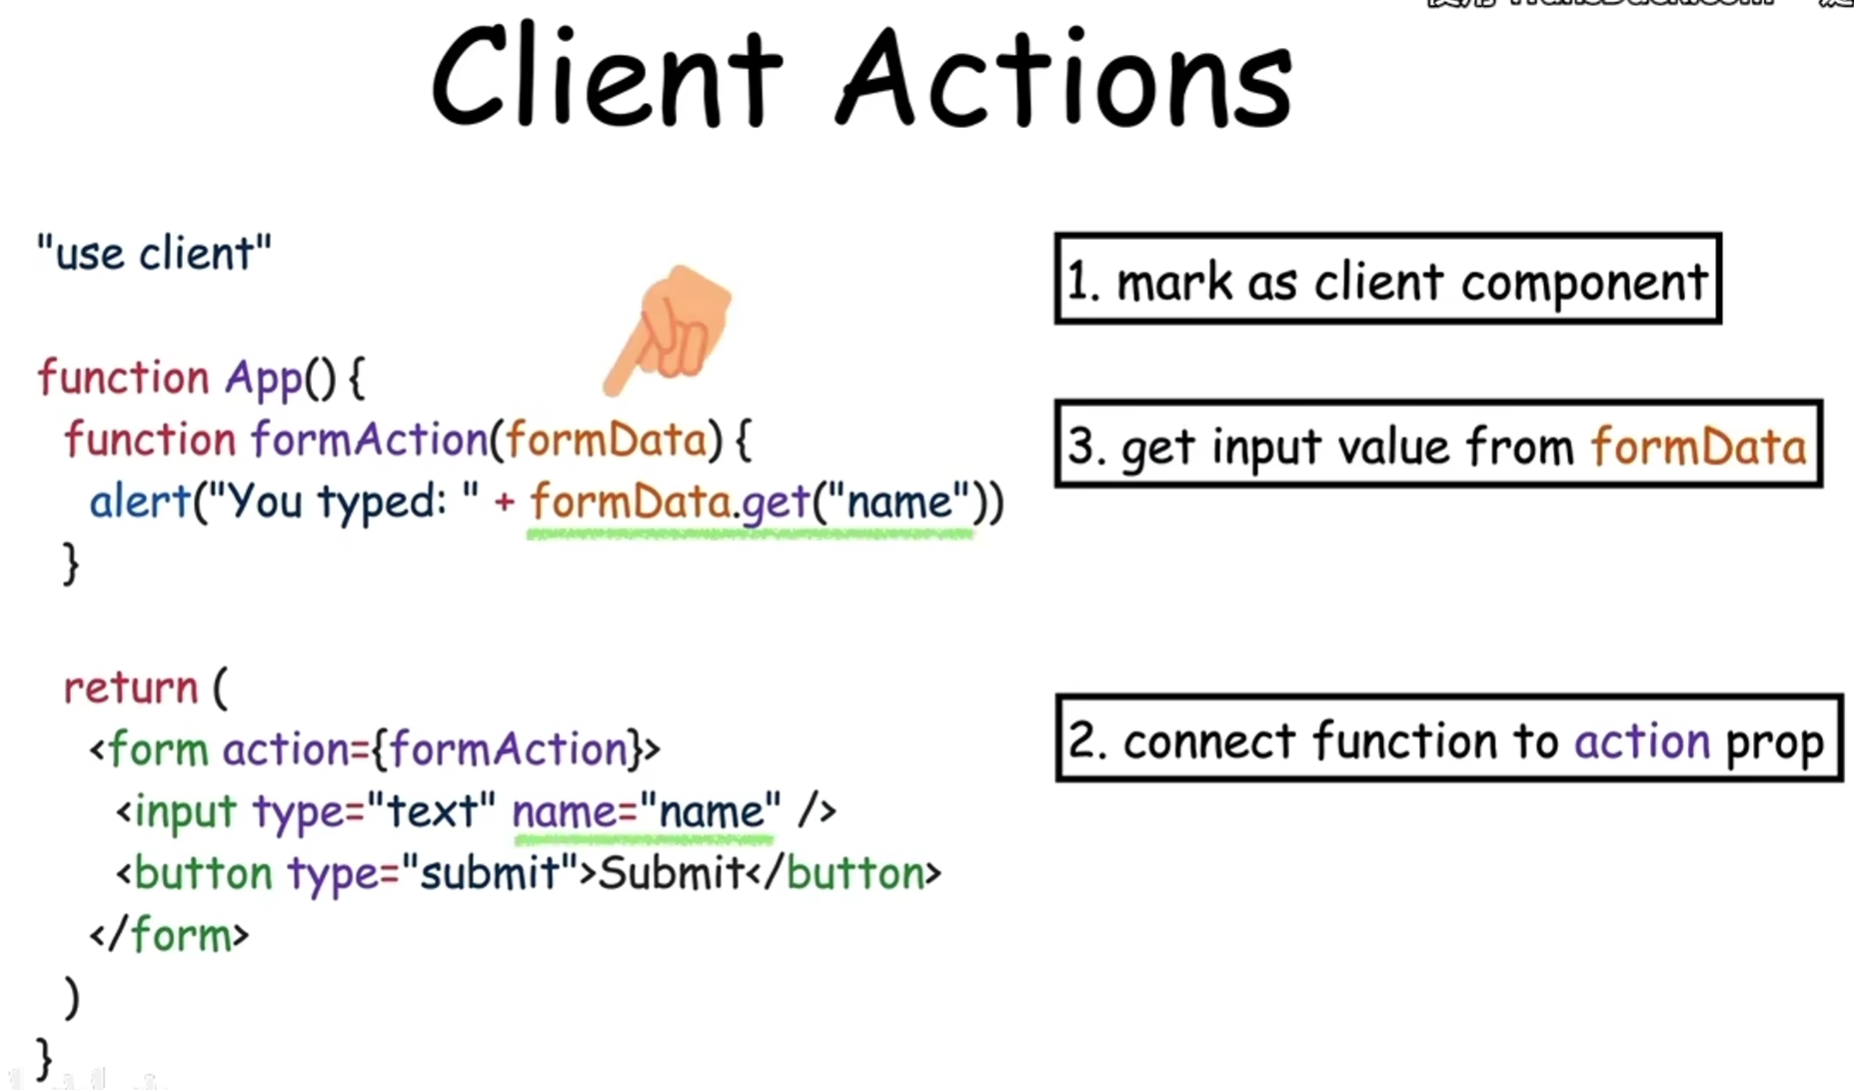 Client Actions
"use client"
1. mark as client component
function App() {
function formAction(formData) {
3. get input value from formData
alert("You typed: " + formData.get("name"))
}
return (
<form action={formAction}>
2. connect function to action prop
<input type="text" name="name" />
<button type="submit">Submit</button>
</form>
)
}